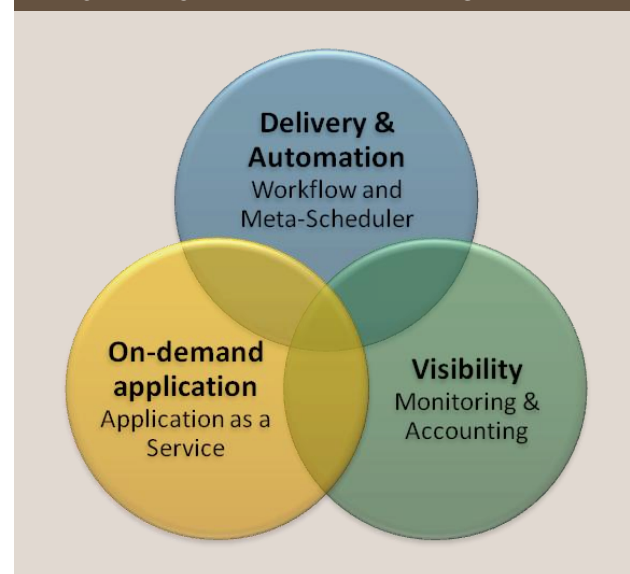 Delivery &
Automation
Workflow and
Meta-Scheduler
On-demand
application
Application as a
Service
Visibility
Monitoring &
Accounting